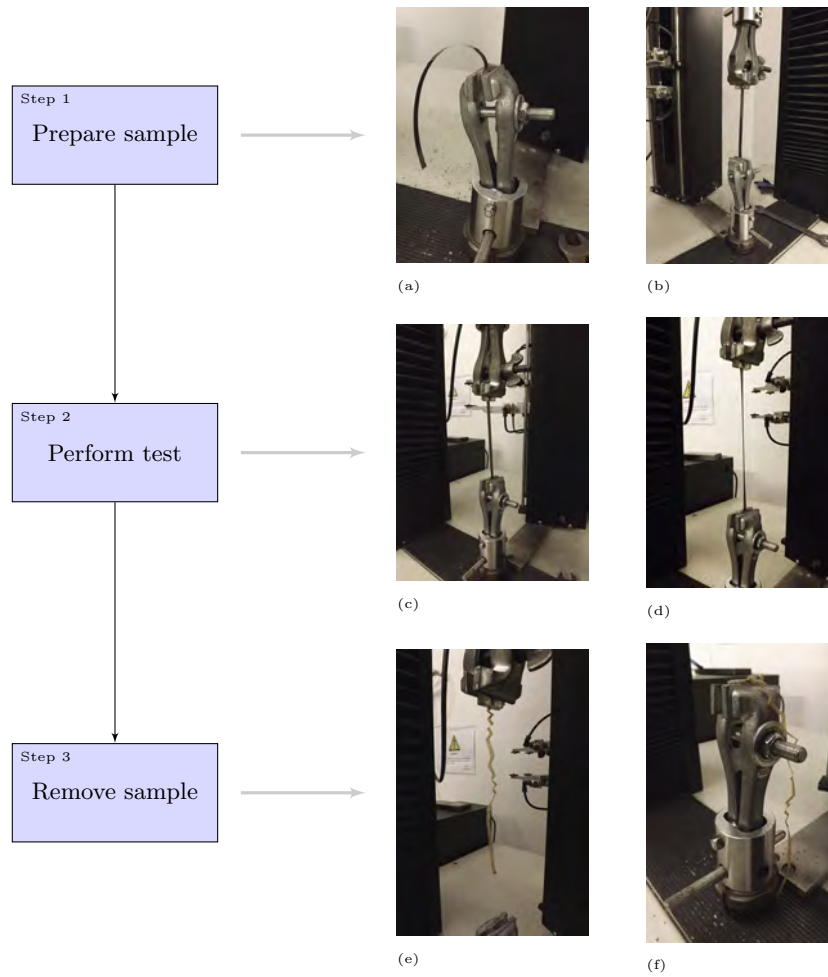 Step 1
Prepare sample
(a)
(b)
Step 2
Perform test
(c)
(d)
Step 3
Remove sample
(e)
(f)